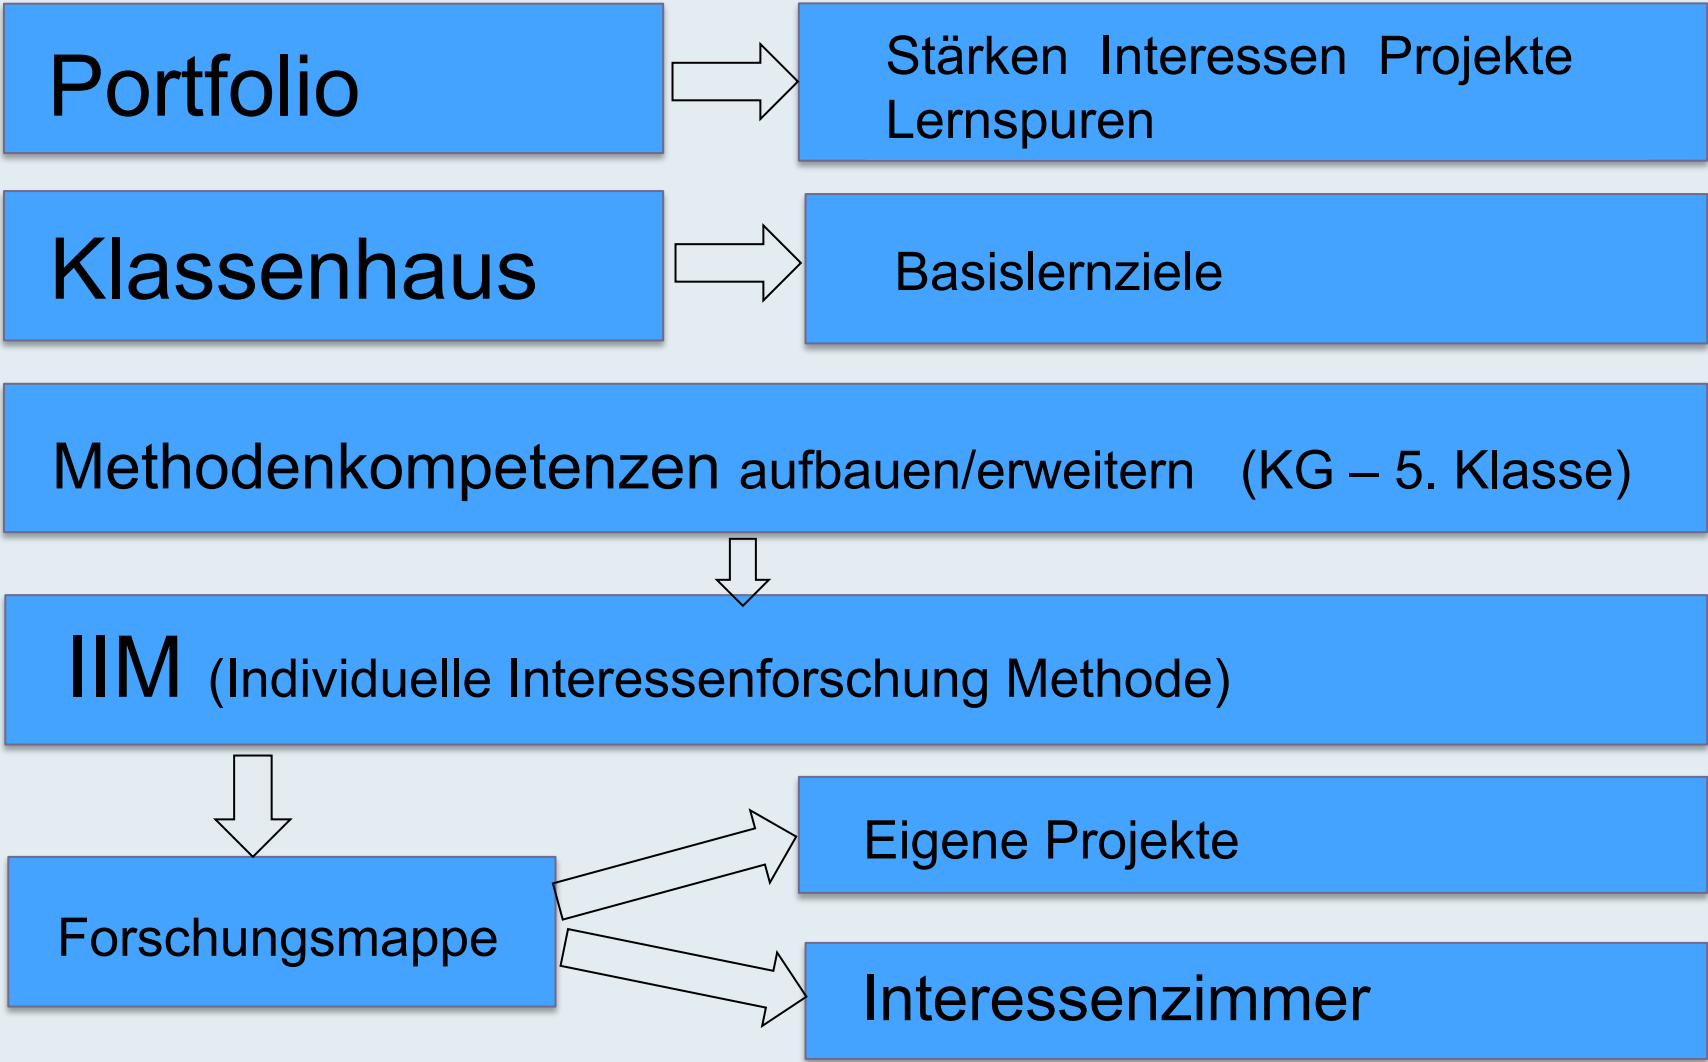 Portfolio
Stärken Interessen Projekte
Lernspuren
Klassenhaus
Basislernziele
Methodenkompetenzen aufbauen/erweitern (KG – 5. Klasse)
IIM (Individuelle Interessenforschung Methode)
Eigene Projekte
Forschungsmappe
Interessenzimmer